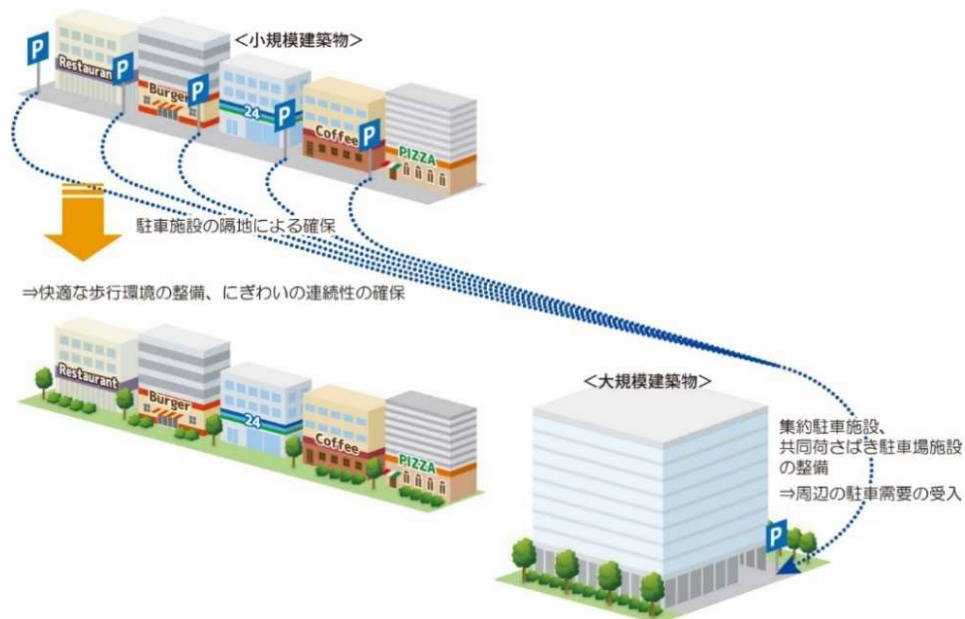 <小規模建築物>
P
P
P
P
P
Restaurant
Burger
24
Coffee
PIZZA
駐車施設の隔地による確保
⇒快適な歩行環境の整備、にぎわいの連続性の確保
Restaurant
Burger
24
Coffee
PIZZA
<大規模建築物>
集約駐車施設、
共同荷さばき駐車場施設
の整備
⇒周辺の駐車需要の受入
P